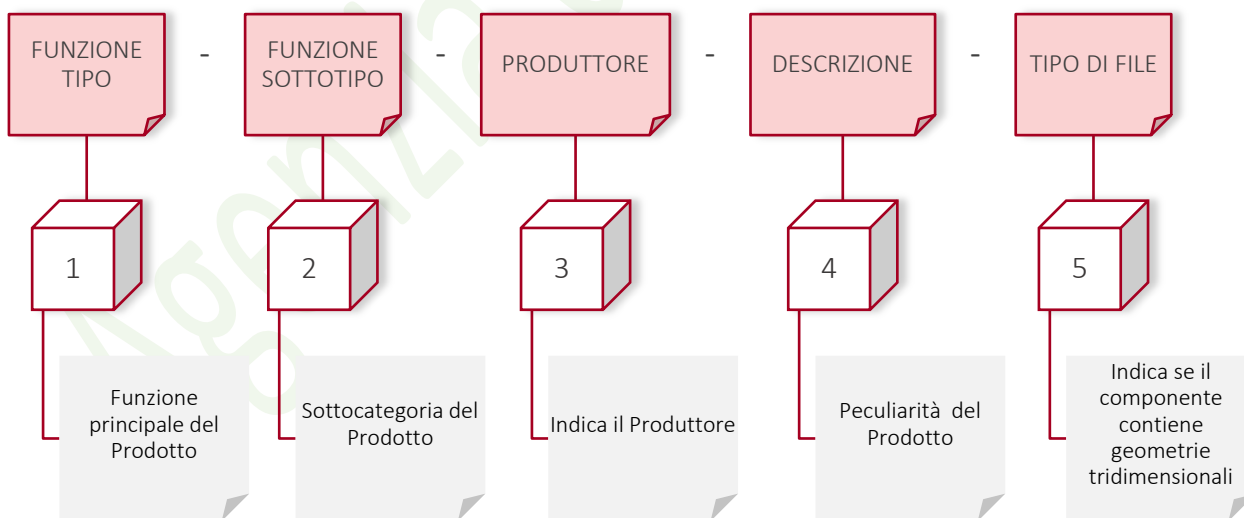 FUNZIONE
TIPO
-
FUNZIONE
SOTTOTIPO
-
PRODUTTORE
-
DESCRIZIONE
-
TIPO DI FILE
1
2
3
4
5
Funzione
principale del
Prodotto
Sottocategoria del
Prodotto
Indica il Produttore
Peculiarità del
Prodotto
Indica se il
componente
contiene
geometrie
tridimensionali
Agenzia